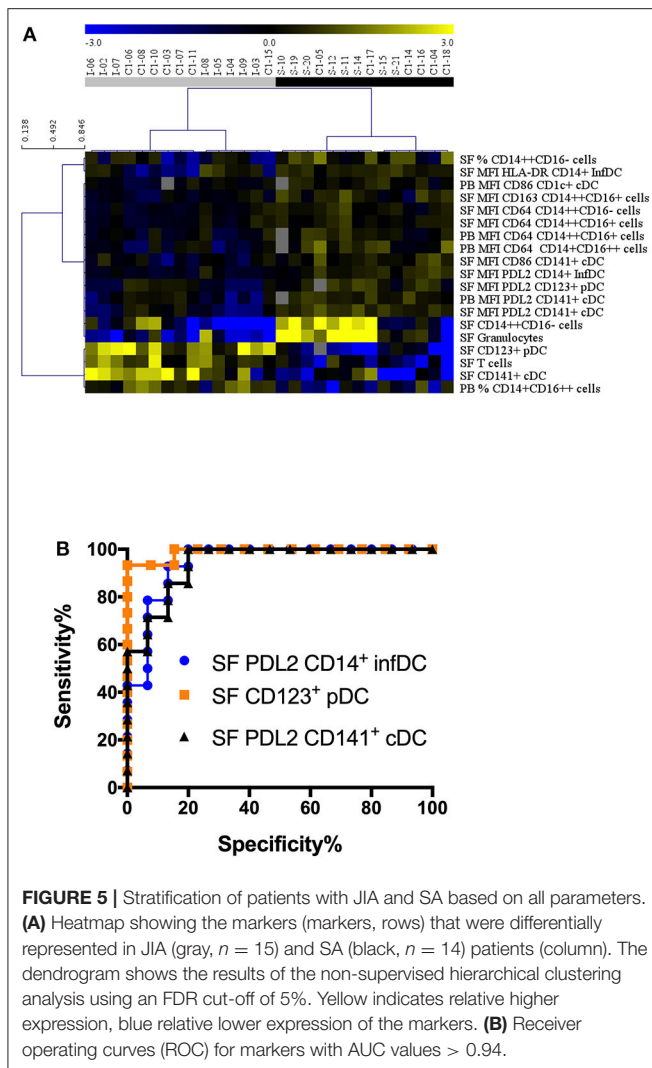 A
-3.0 0.0 3.0
I-06 I-02 I-07 C1-06 C1-08 C1-10 C1-03 C1-07 C1-11 I-08 I-05 I-04 I-09 I-03 C1-15 S-10 S-19 S-20 C1-05 S-12 S-11 S-14 C1-17 S-15 S-21 C1-14 C1-16 C1-04 C1-18
0.138 0.492 0.846
SF % CD14++CD16- cells
SF MFI HLA-DR CD14+ InfDC
PB MFI CD86 CD1c+ cDC
SF MFI CD163 CD14++CD16+ cells
SF MFI CD64 CD14++CD16- cells
SF MFI CD64 CD14++CD16+ cells
PB MFI CD64 CD14++CD16+ cells
PB MFI CD64 CD14+CD16++ cells
SF MFI CD86 CD141+ cDC
SF MFI PDL2 CD14+ InfDC
SF MFI PDL2 CD123+ pDC
PB MFI PDL2 CD141+ cDC
SF MFI PDL2 CD141+ cDC
SF CD14++CD16- cells
SF Granulocytes
SF CD123+ pDC
SF T cells
SF CD141+ cDC
PB % CD14+CD16++ cells
B
100
80
60
40
20
0
Sensitivity%
SF PDL2 CD14+ infDC
SF CD123+ pDC
SF PDL2 CD141+ cDC
0 20 40 60 80 100
Specificity%
FIGURE 5 | Stratification of patients with JIA and SA based on all parameters.
(A) Heatmap showing the markers (markers, rows) that were differentially
represented in JIA (gray, n = 15) and SA (black, n = 14) patients (column). The
dendrogram shows the results of the non-supervised hierarchical clustering
analysis using an FDR cut-off of 5%. Yellow indicates relative higher
expression, blue relative lower expression of the markers. (B) Receiver
operating curves (ROC) for markers with AUC values > 0.94.